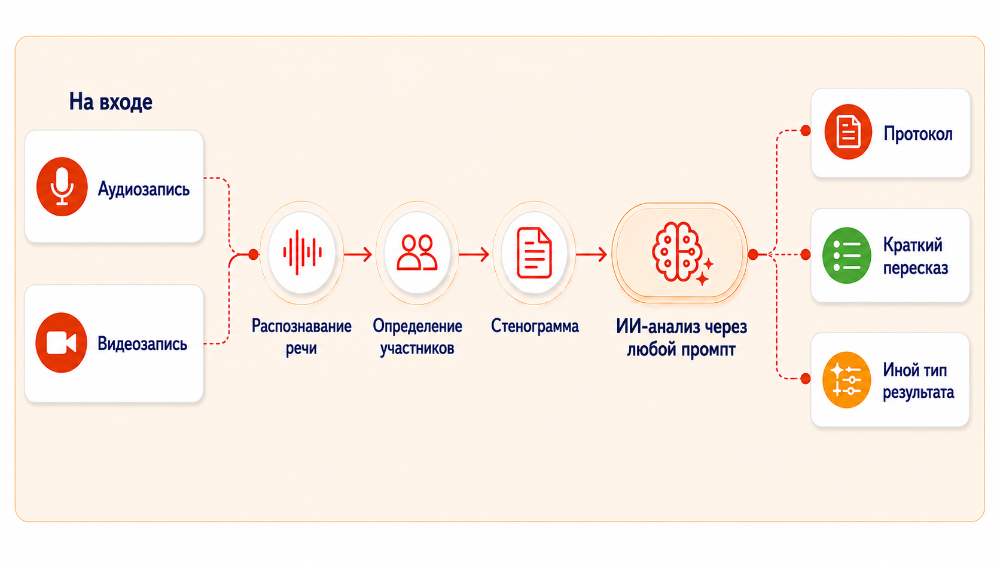 На входе
Аудиозапись
Видеозапись
Распознавание
речи
Определение
участников
Стенограмма
ИИ-анализ через
любой промпт
Протокол
Краткий
пересказ
Иной тип
результата